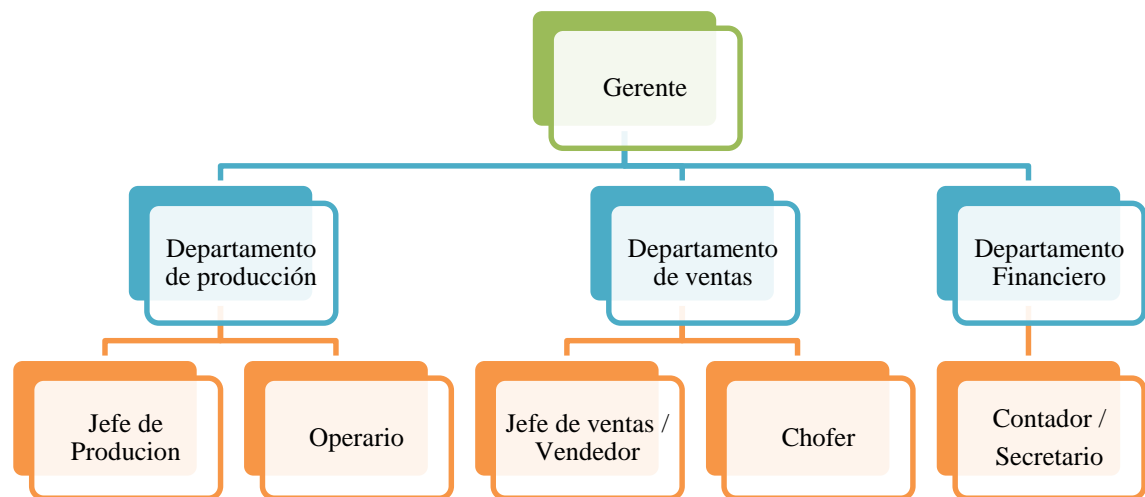 Gerente
Departamento
de producción
Departamento
de ventas
Departamento
Financiero
Jefe de
Producion
Operario
Jefe de ventas /
Vendedor
Chofer
Contador /
Secretario